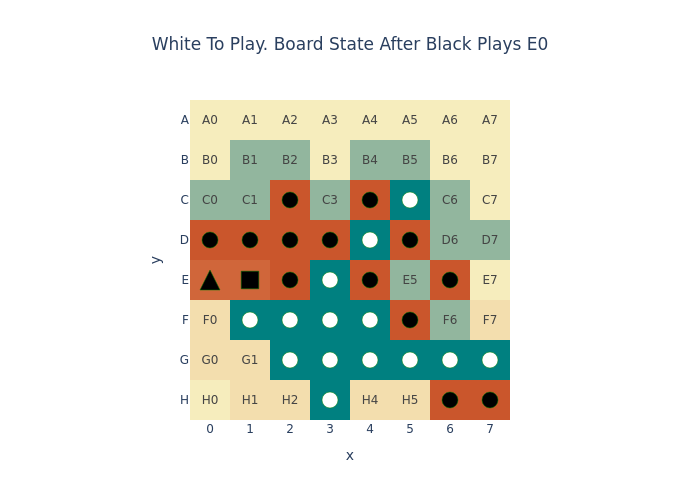 White To Play. Board State After Black Plays E0
A A0 A1 A2 A3 A4 A5 A6 A7
B B0 B1 B2 B3 B4 B5 B6 B7
C C0 C1 C3 C6 C7
D D6 D7
y
E E5 E7
F F0 F6 F7
G G0 G1
H H0 H1 H2 H4 H5
0 1 2 3 4 5 6 7
x